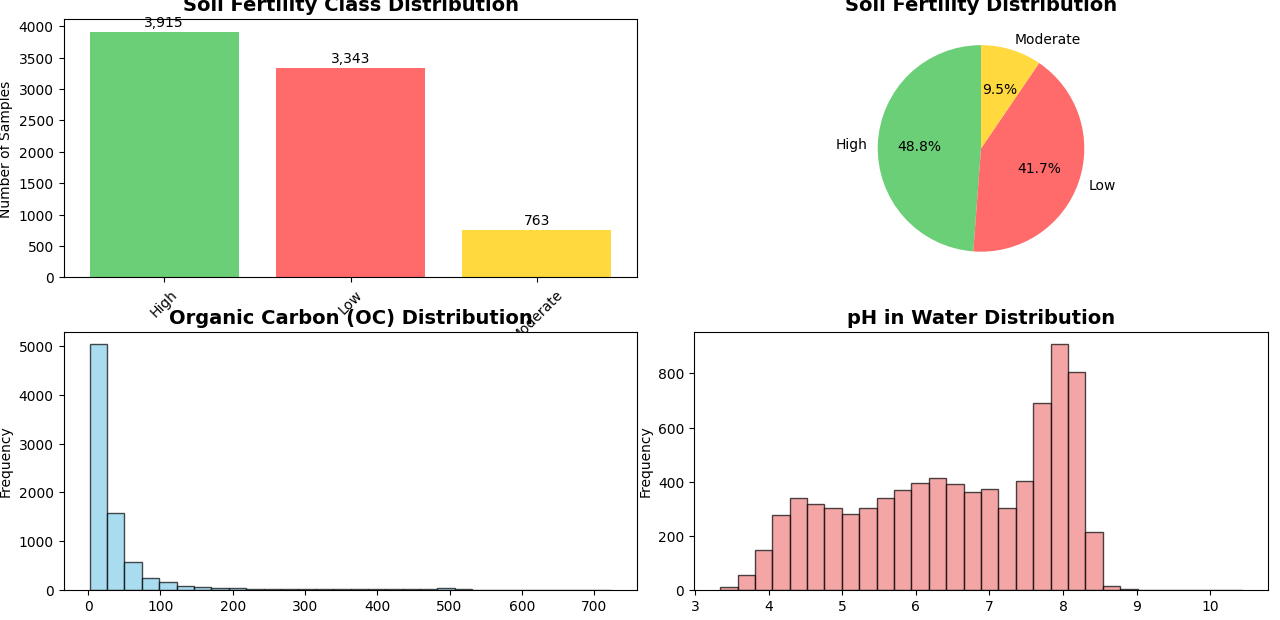 Soil Fertility Class Distribution
4000
3500
3000
2500
2000
1500
1000
500
0
Number of Samples
3,915
3,343
763
High
Low
Moderate
Soil Fertility Distribution
Moderate
9.5%
High
48.8%
41.7%
Low
Organic Carbon (OC) Distribution
5000
4000
3000
2000
1000
0
Frequency
0 100 200 300 400 500 600 700
pH in Water Distribution
800
600
400
200
0
Frequency
3 4 5 6 7 8 9 10